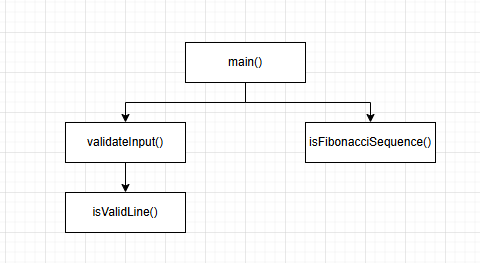 main()
validateInput()
isFibonacciSequence()
isValidLine()